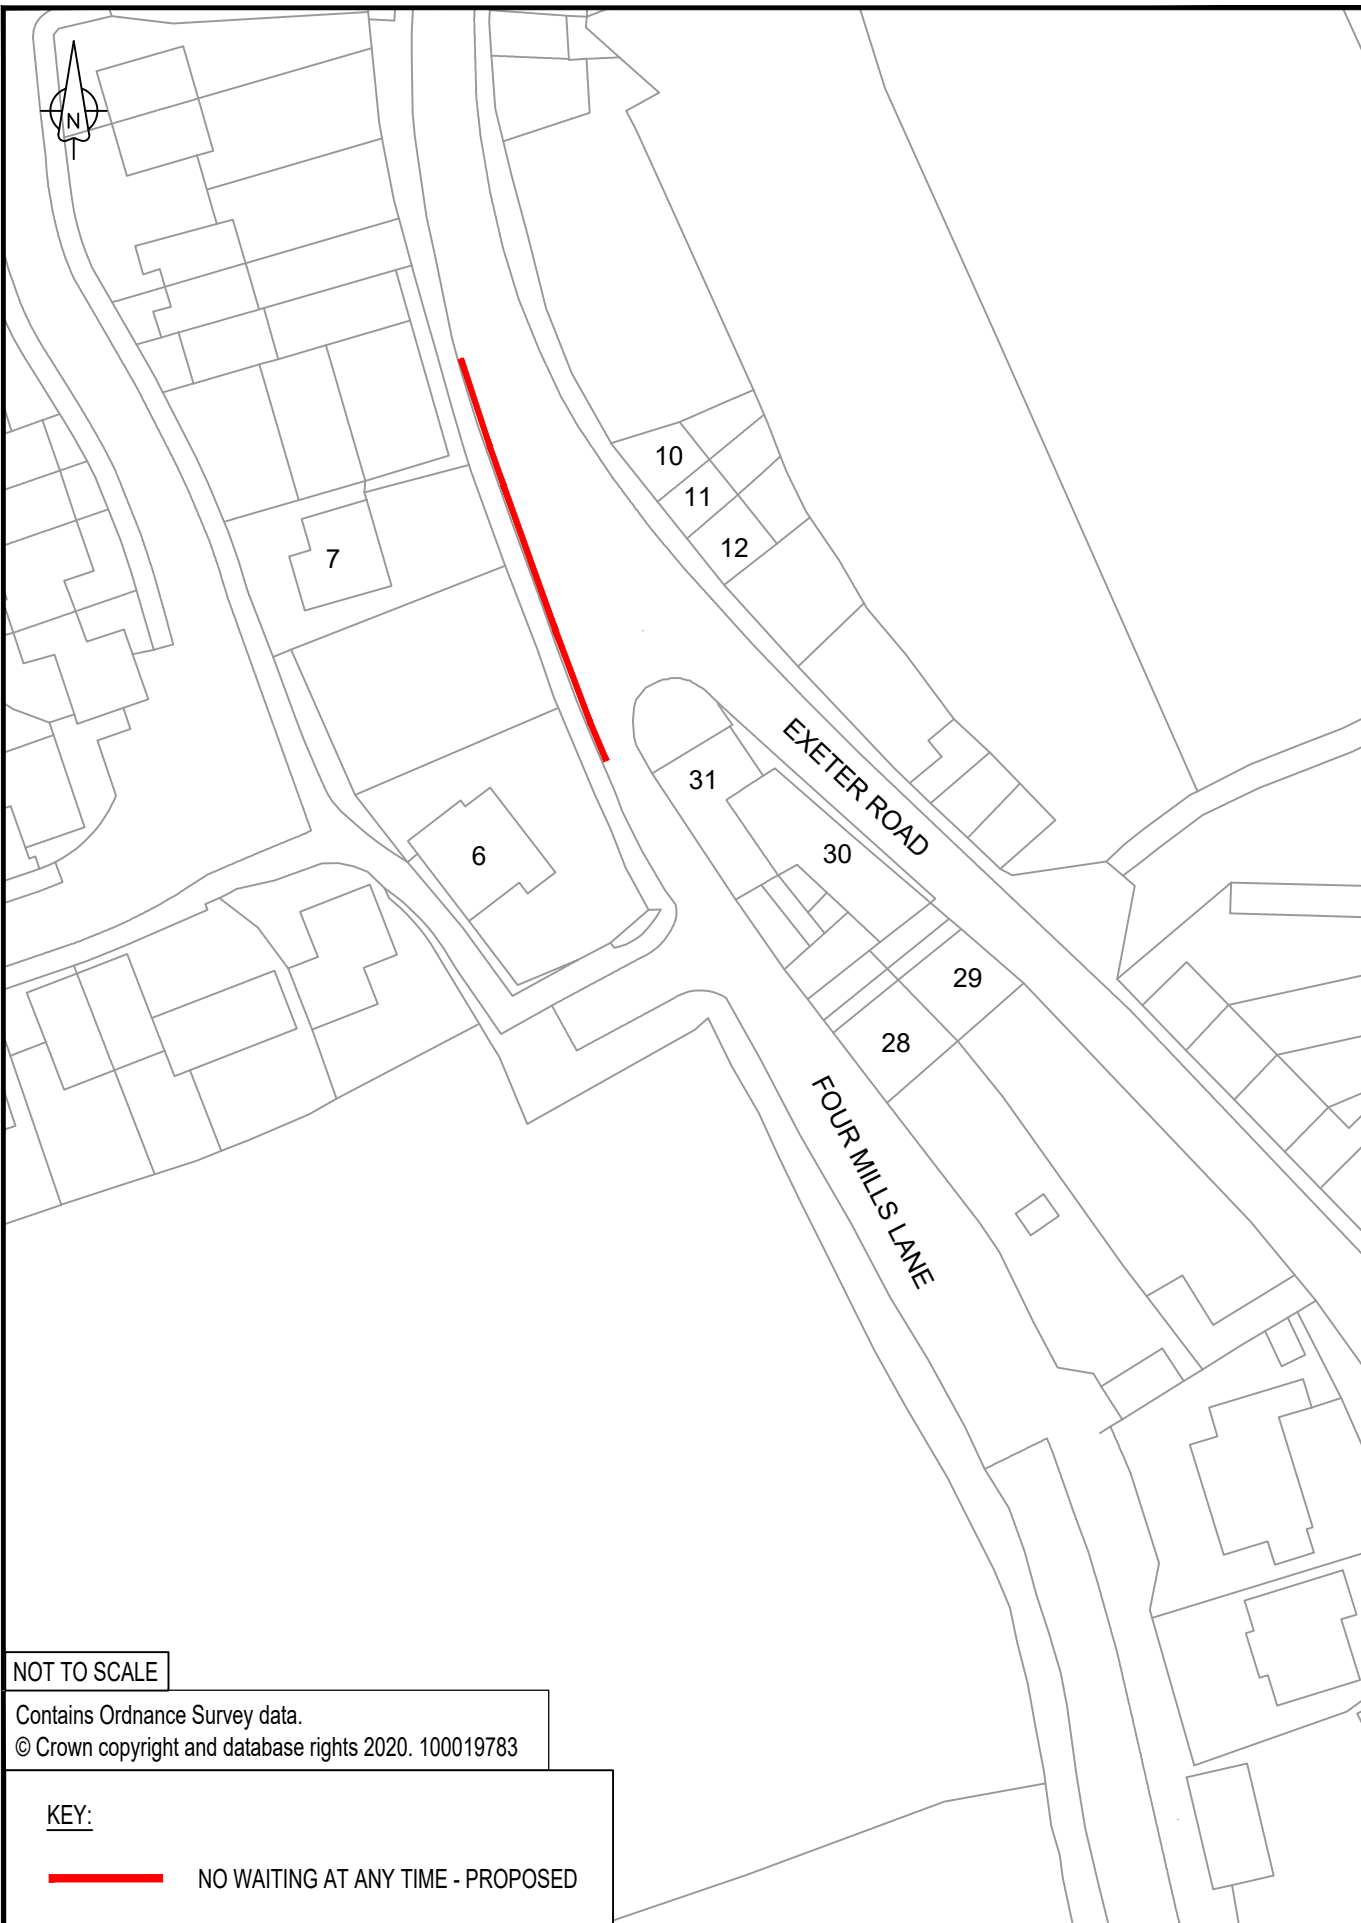 N
10
11
12
7
EXETER ROAD
31
30
6
29
28
FOUR MILLS LANE
NOT TO SCALE
Contains Ordnance Survey data.
© Crown copyright and database rights 2020. 100019783
KEY:
NO WAITING AT ANY TIME - PROPOSED